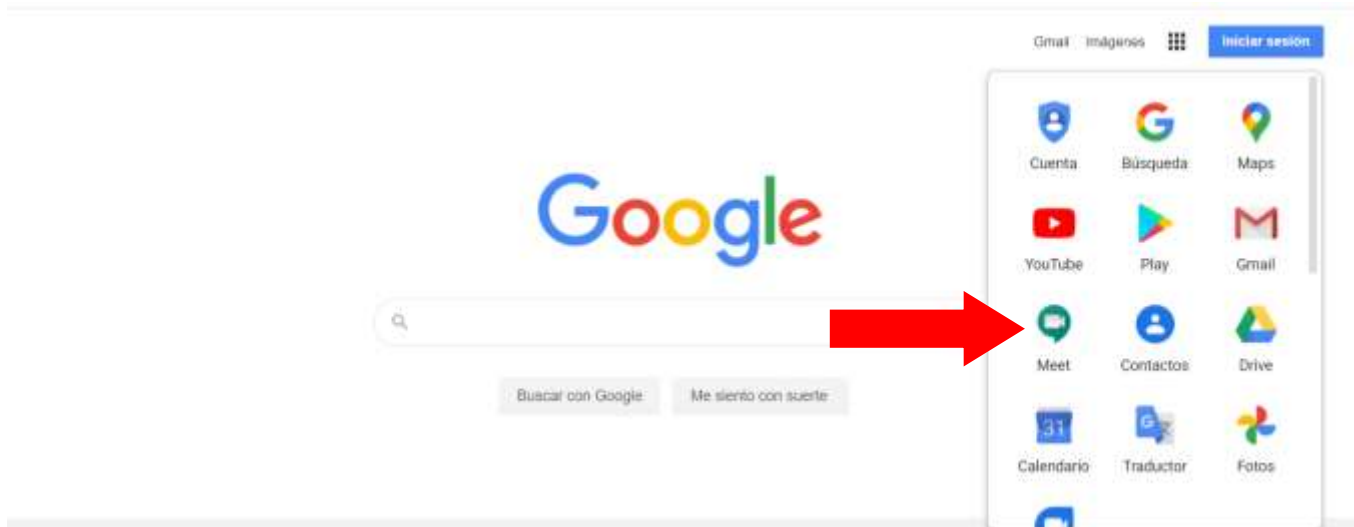 Gmail Imágenes Iniciar sesión
Cuenta Búsqueda Maps
Google
YouTube Play Gmail
Meet Contactos Drive
Buscar con Google Me siento con suerte
31 G
Calendario Traductor Fotos